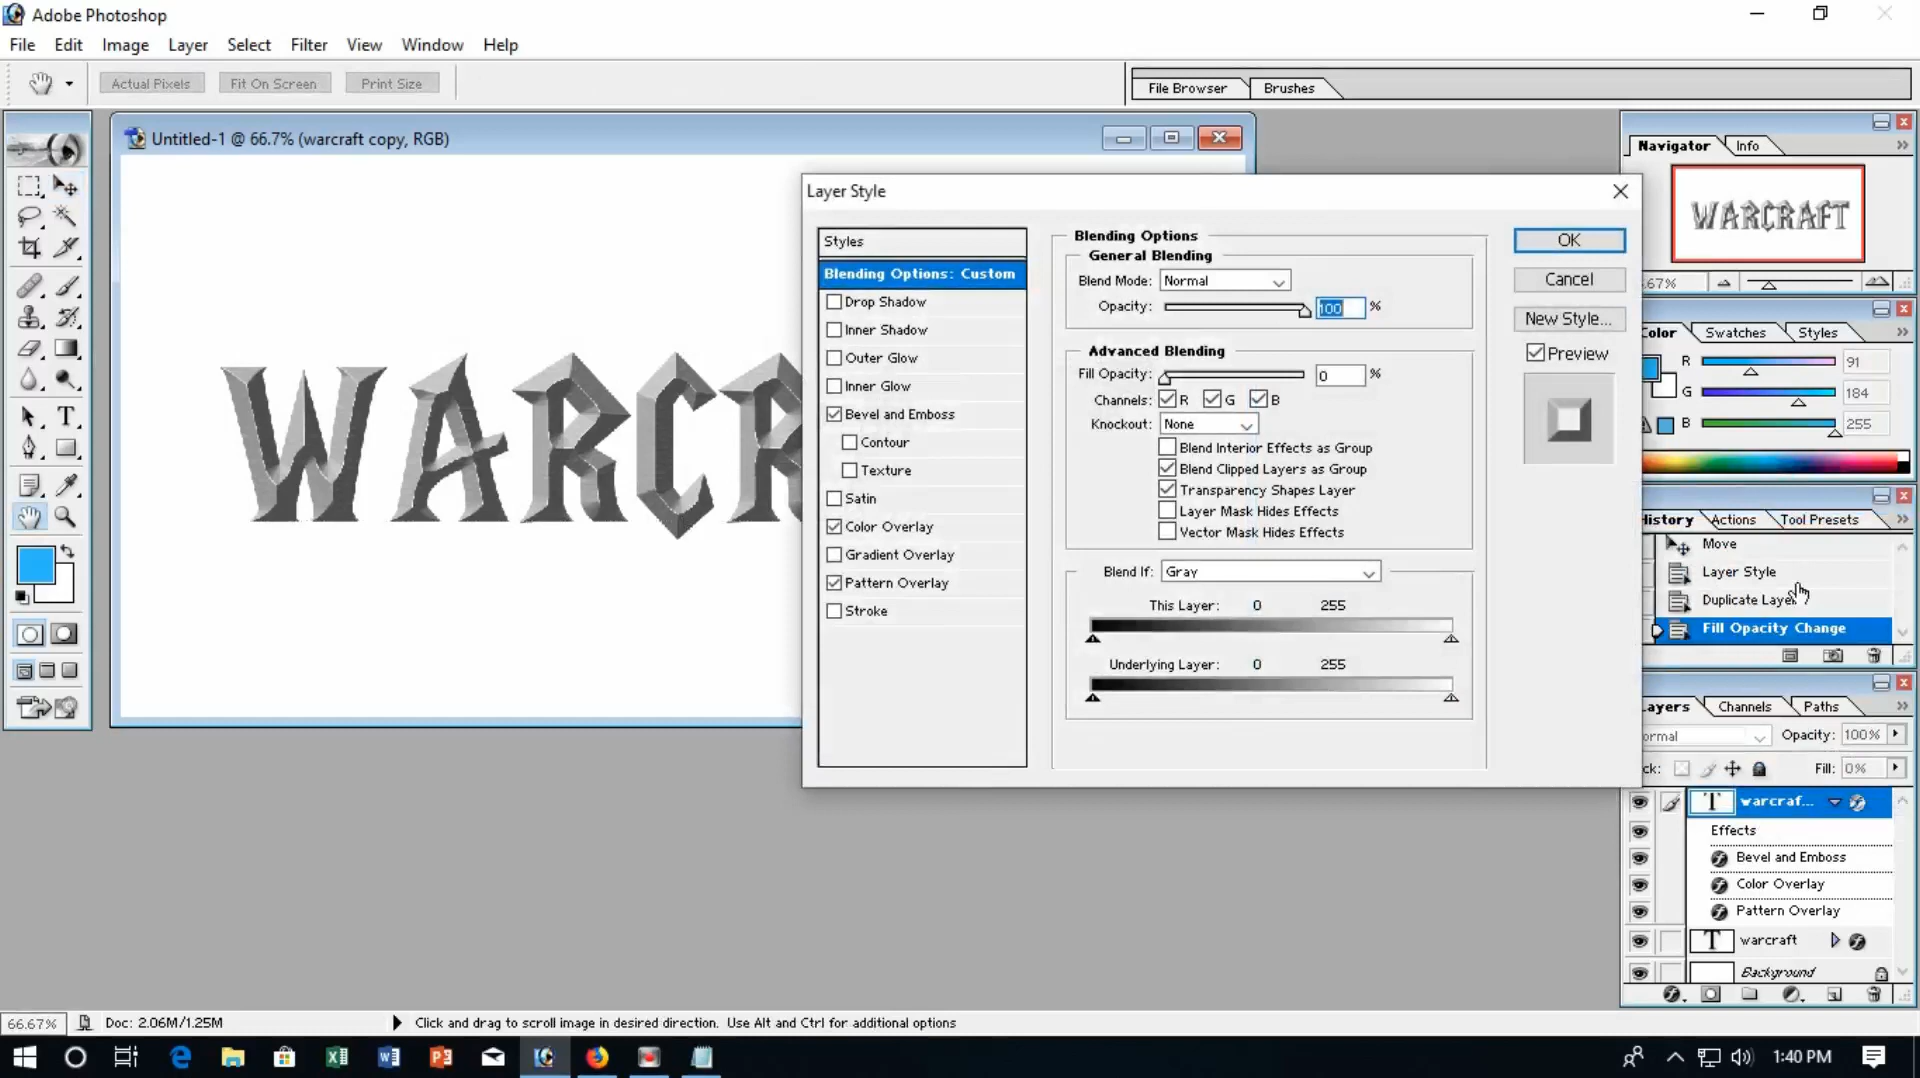 Adobe Photoshop
File Edit Image Layer Select Filter View Window Help
Actual Pixels Fit On Screen Print Size File Browser Brushes
Untitled-1 @ 66.7% (warcraft copy, RGB)
WARCR
Layer Style
Styles
Blending Options: Custom
Drop Shadow
Inner Shadow
Outer Glow
Inner Glow
Bevel and Emboss
Contour
Texture
Satin
Color Overlay
Gradient Overlay
Pattern Overlay
Stroke
Blending Options
General Blending
Blend Mode: Normal
Opacity: 100 %
Advanced Blending
Fill Opacity: 0 %
Channels: R G B
Knockout: None
Blend Interior Effects as Group
Blend Clipped Layers as Group
Transparency Shapes Layer
Layer Mask Hides Effects
Vector Mask Hides Effects
Blend If: Gray
This Layer: 0 255
Underlying Layer: 0 255
OK
Cancel
New Style...
Preview
Navigator Info
WARCRAFT
.67%
Color Swatches Styles
R 91
G 184
B 255
History Actions Tool Presets
Move
Layer Style
Duplicate Layer
Fill Opacity Change
Layers Channels Paths
ormal Opacity: 100%
ck: Fill: 0%
T warcraf...
Effects
Bevel and Emboss
Color Overlay
Pattern Overlay
T warcraft
Background
66.67% Doc: 2.06M/1.25M Click and drag to scroll image in desired direction. Use Alt and Ctrl for additional options
1:40 PM